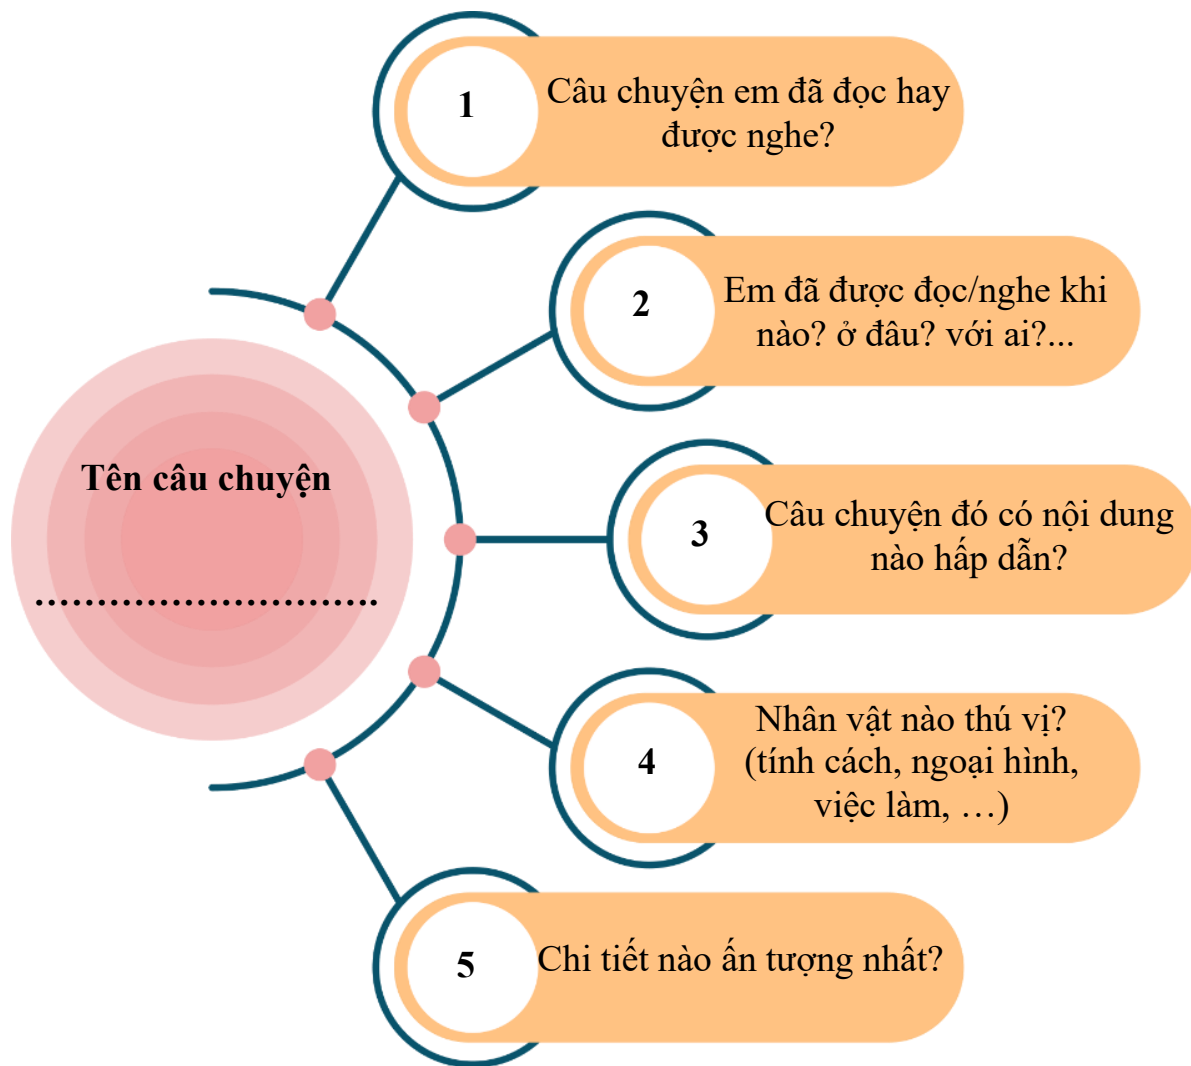 1
Câu chuyện em đã đọc hay
được nghe?
2
Em đã được đọc/nghe khi
nào? ở đâu? với ai?...
Tên câu chuyện
................................
3
Câu chuyện đó có nội dung
nào hấp dẫn?
4
Nhân vật nào thú vị?
(tính cách, ngoại hình,
việc làm, …)
5
Chi tiết nào ấn tượng nhất?